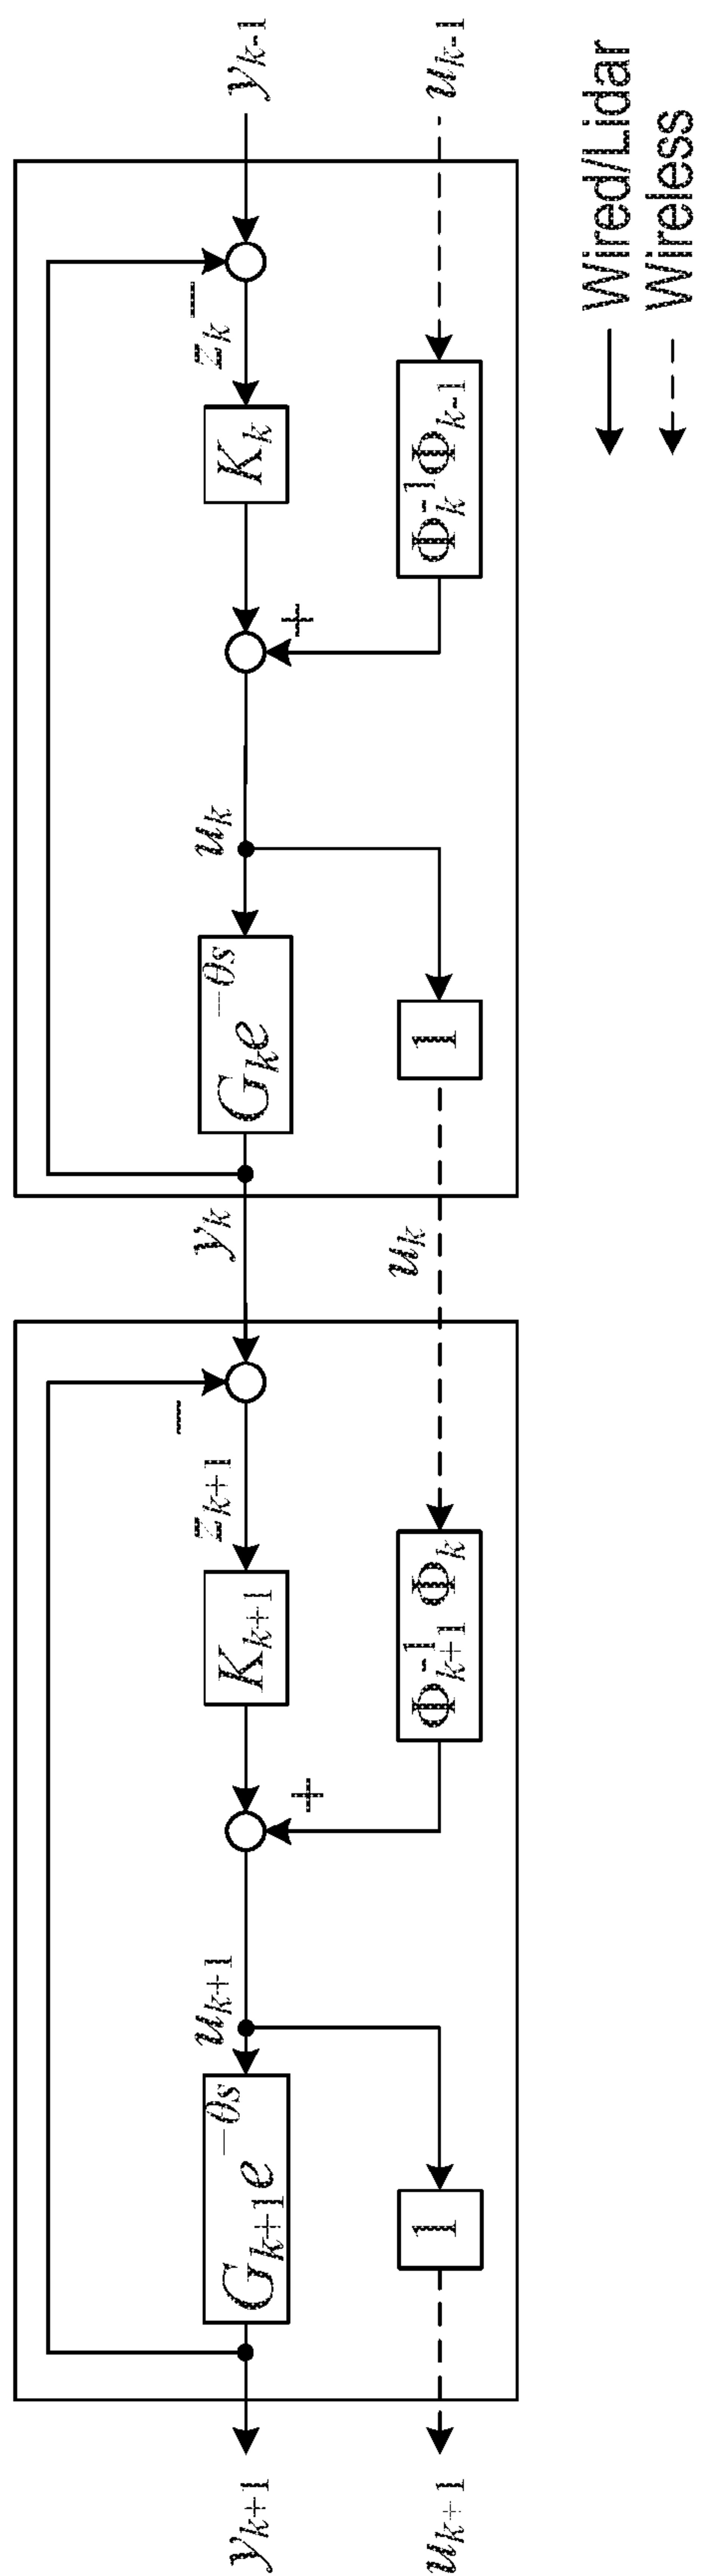 y_{k-1}
u_{k-1}
−
z_k
K_k
Φ_k^{-1}Φ_{k-1}
+
u_k
G_k e^{−θs}
1
y_k
u_k
−
z_{k+1}
K_{k+1}
Φ_{k+1}^{-1} Φ_k
+
u_{k+1}
G_{k+1} e^{−θs}
1
y_{k+1}
u_{k+1}
Wired/Lidar
Wireless